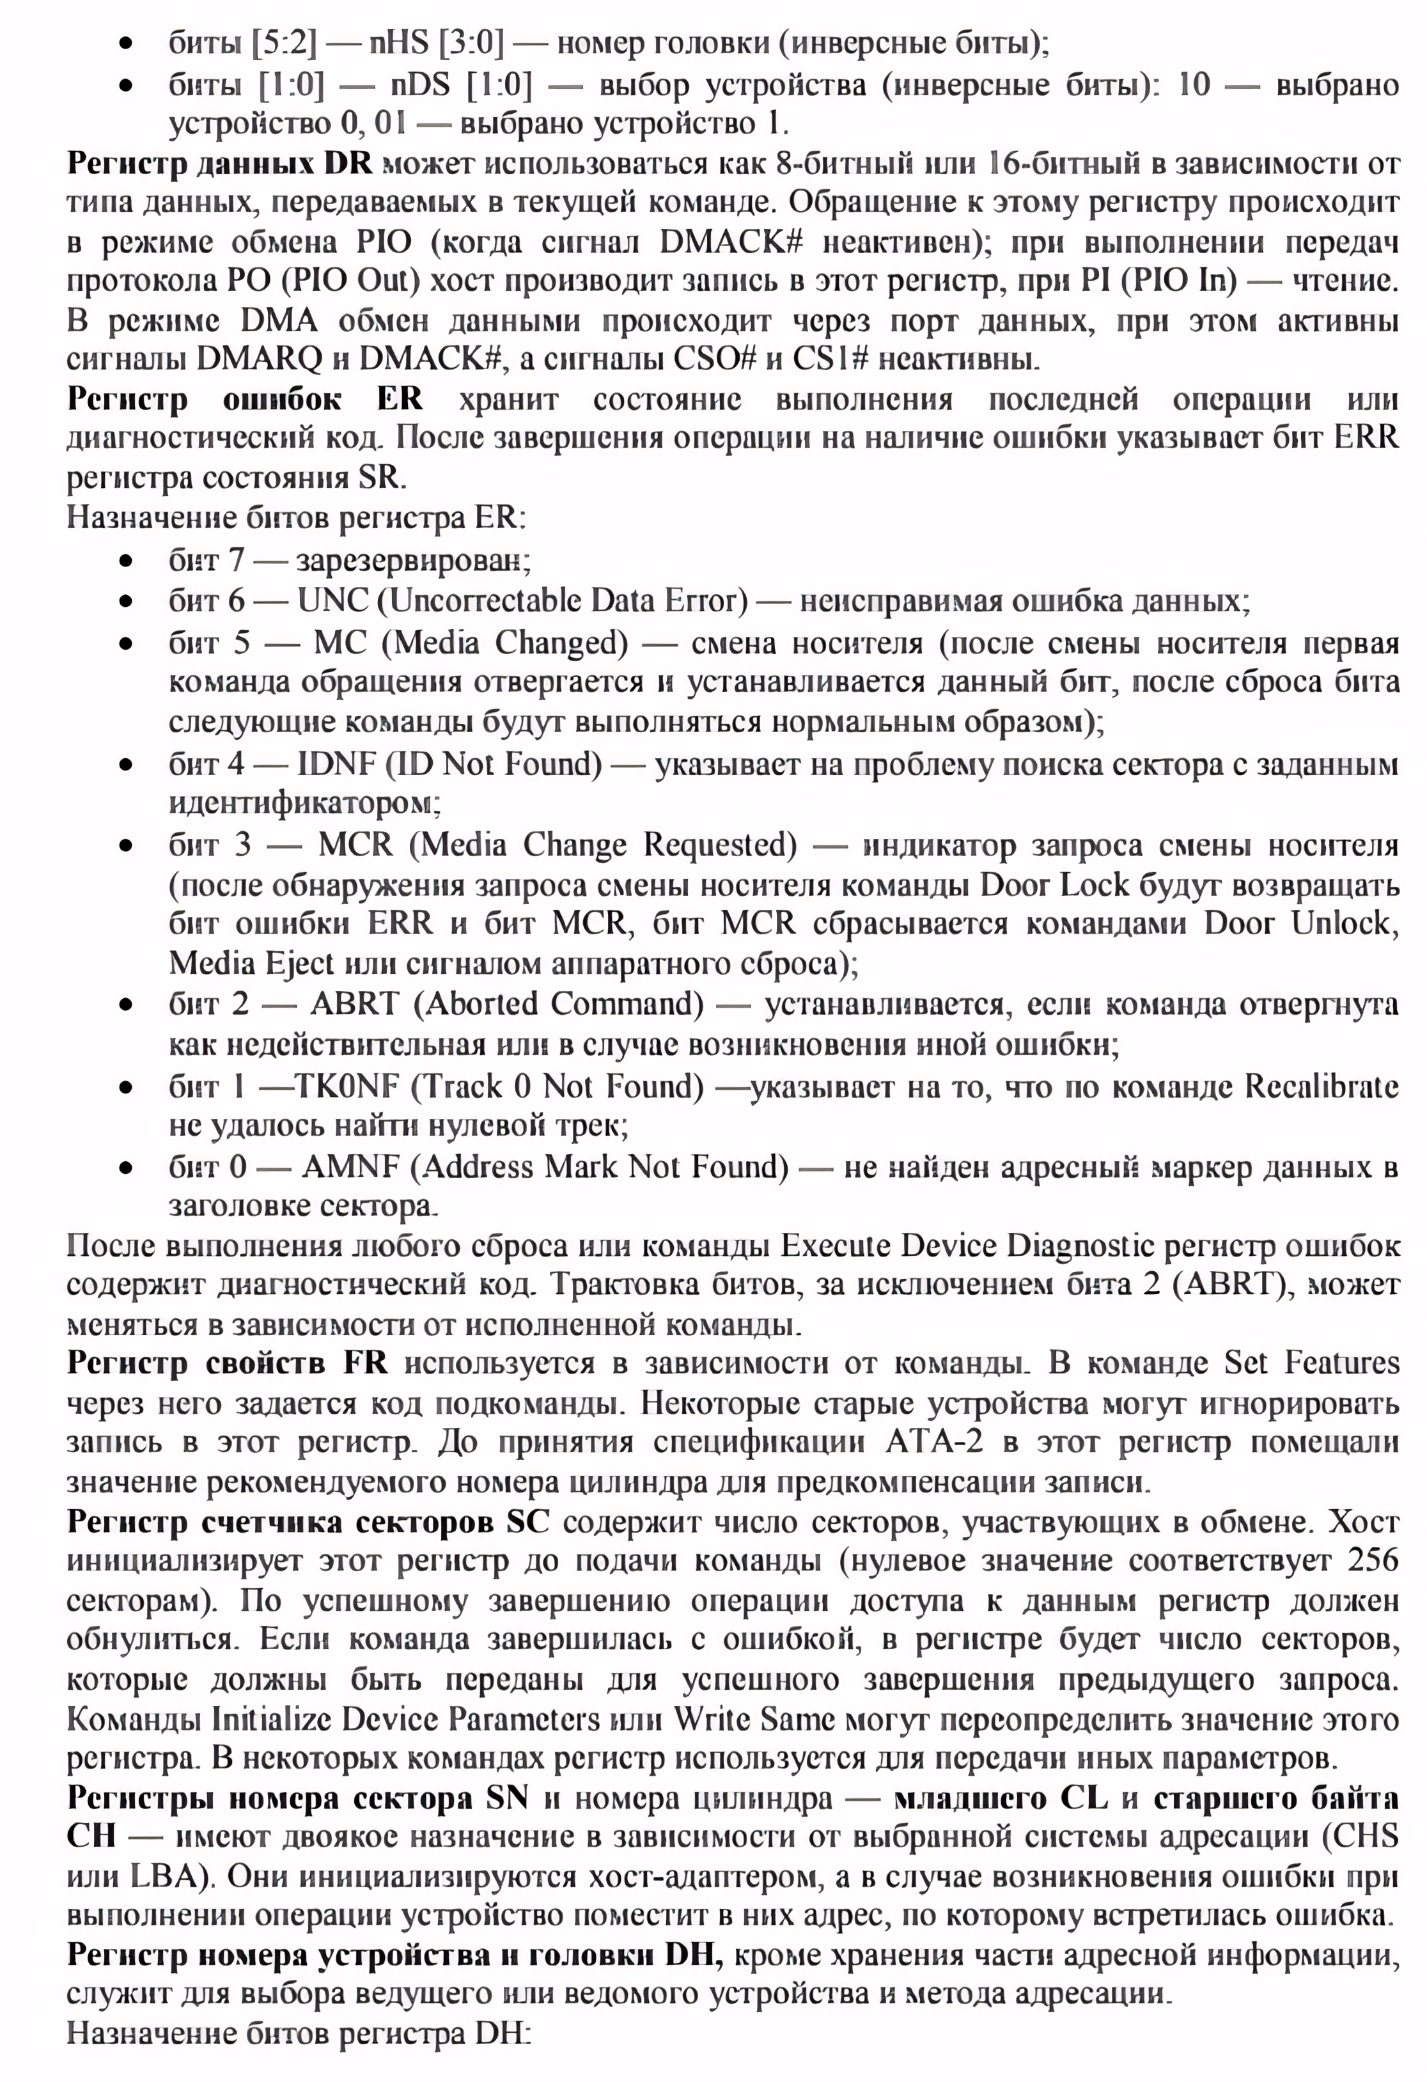 • биты [5:2] — nHS [3:0] — номер головки (инверсные биты);
• биты [1:0] — nDS [1:0] — выбор устройства (инверсные биты): 10 — выбрано
устройство 0, 01 — выбрано устройство 1.
Регистр данных DR может использоваться как 8-битный или 16-битный в зависимости от
типа данных, передаваемых в текущей команде. Обращение к этому регистру происходит
в режиме обмена PIO (когда сигнал DMACK# неактивен); при выполнении передач
протокола PO (PIO Out) хост производит запись в этот регистр, при PI (PIO In) — чтение.
В режиме DMA обмен данными происходит через порт данных, при этом активны
сигналы DMARQ и DMACK#, а сигналы CSO# и CS1# неактивны.
Регистр ошибок ER хранит состояние выполнения последней операции или
диагностический код. После завершения операции на наличие ошибки указывает бит ERR
регистра состояния SR.
Назначение битов регистра ER:
• бит 7 — зарезервирован;
• бит 6 — UNC (Uncorrectable Data Error) — неисправимая ошибка данных;
• бит 5 — MC (Media Changed) — смена носителя (после смены носителя первая
команда обращения отвергается и устанавливается данный бит, после сброса бита
следующие команды будут выполняться нормальным образом);
• бит 4 — IDNF (ID Not Found) — указывает на проблему поиска сектора с заданным
идентификатором;
• бит 3 — MCR (Media Change Requested) — индикатор запроса смены носителя
(после обнаружения запроса смены носителя команды Door Lock будут возвращать
бит ошибки ERR и бит MCR, бит MCR сбрасывается командами Door Unlock,
Media Eject или сигналом аппаратного сброса);
• бит 2 — ABRT (Aborted Command) — устанавливается, если команда отвергнута
как недействительная или в случае возникновения иной ошибки;
• бит 1 —TK0NF (Track 0 Not Found) —указывает на то, что по команде Recalibrate
не удалось найти нулевой трек;
• бит 0 — AMNF (Address Mark Not Found) — не найден адресный маркер данных в
заголовке сектора.
После выполнения любого сброса или команды Execute Device Diagnostic регистр ошибок
содержит диагностический код. Трактовка битов, за исключением бита 2 (ABRT), может
меняться в зависимости от исполненной команды.
Регистр свойств FR используется в зависимости от команды. В команде Set Features
через него задается код подкоманды. Некоторые старые устройства могут игнорировать
запись в этот регистр. До принятия спецификации АТА-2 в этот регистр помещали
значение рекомендуемого номера цилиндра для предкомпенсации записи.
Регистр счетчика секторов SC содержит число секторов, участвующих в обмене. Хост
инициализирует этот регистр до подачи команды (нулевое значение соответствует 256
секторам). По успешному завершению операции доступа к данным регистр должен
обнулиться. Если команда завершилась с ошибкой, в регистре будет число секторов,
которые должны быть переданы для успешного завершения предыдущего запроса.
Команды Initialize Device Parameters или Write Same могут переопределить значение этого
регистра. В некоторых командах регистр используется для передачи иных параметров.
Регистры номера сектора SN и номера цилиндра — младшего CL и старшего байта
CH — имеют двоякое назначение в зависимости от выбранной системы адресации (CHS
или LBA). Они инициализируются хост-адаптером, а в случае возникновения ошибки при
выполнении операции устройство поместит в них адрес, по которому встретилась ошибка.
Регистр номера устройства и головки DH, кроме хранения части адресной информации,
служит для выбора ведущего или ведомого устройства и метода адресации.
Назначение битов регистра DH: